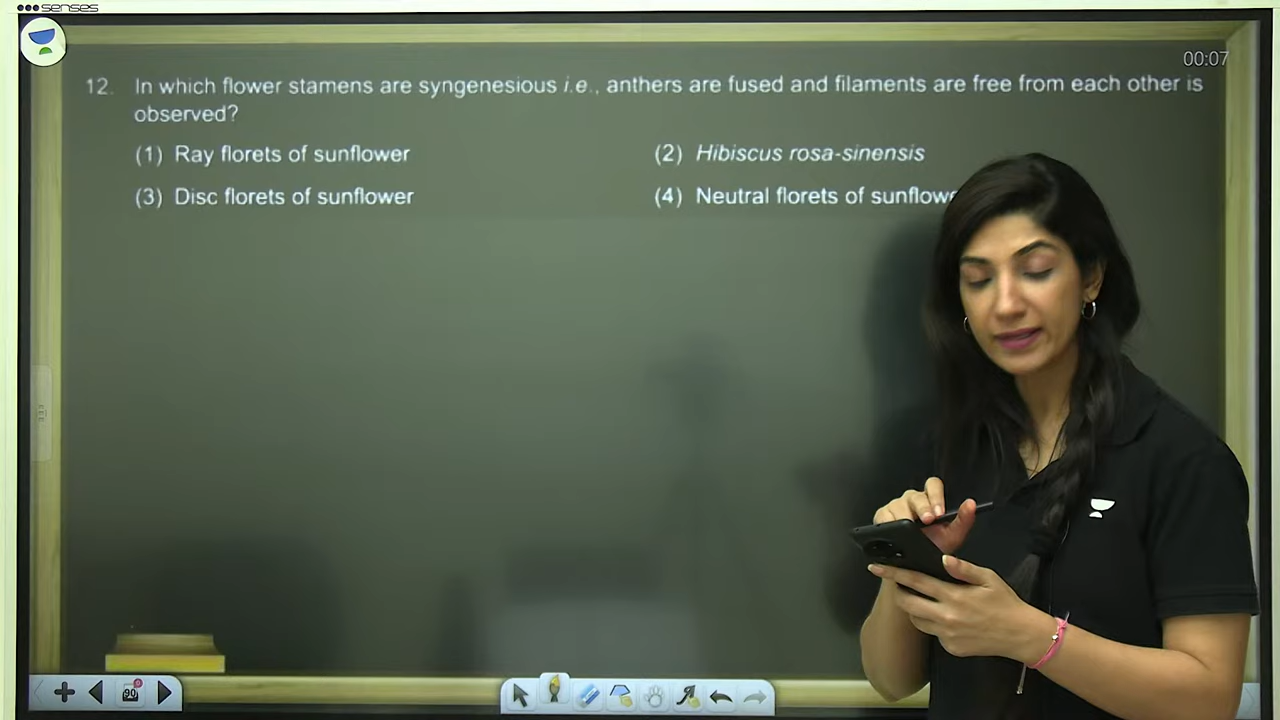 senses
00:07
12. In which flower stamens are syngenesious i.e., anthers are fused and filaments are free from each other is
observed?
(1) Ray florets of sunflower (2) Hibiscus rosa-sinensis
(3) Disc florets of sunflower (4) Neutral florets of sunflowe
90